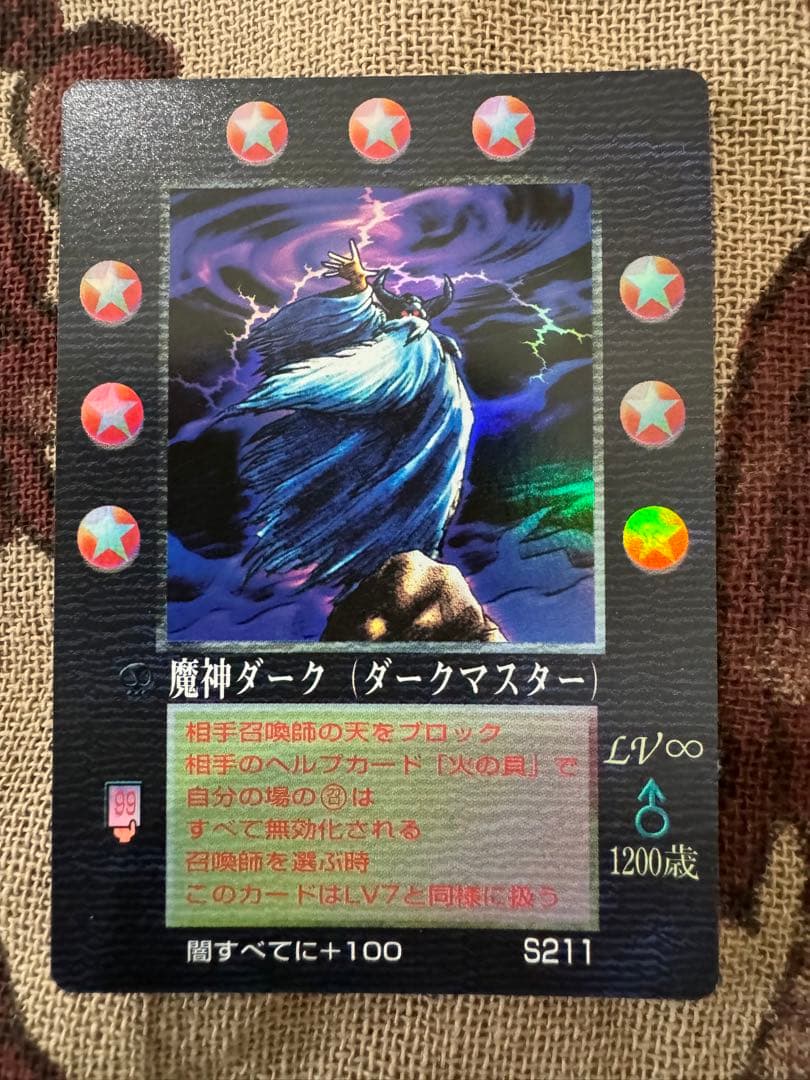 魔神ダーク（ダークマスター）
相手召喚師の天をブロック
相手のヘルプカード「火の貝」で
自分の場の㊁は
すべて無効化される
召喚師を選ぶ時
このカードはLV7と同様に扱う
LV∞
99
1200歳
闇すべてに+100
S211